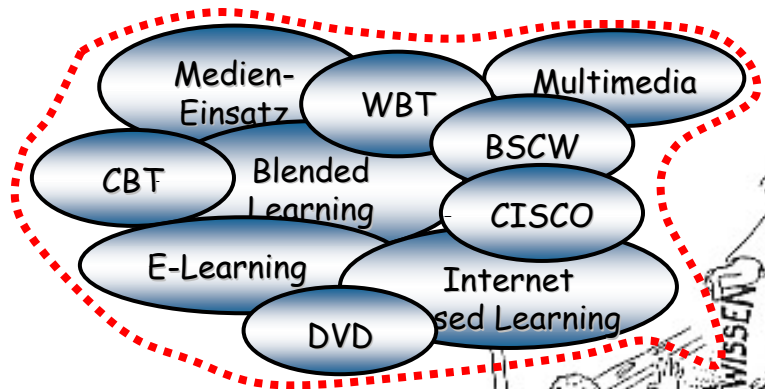 Medien-
Einsatz
WBT
Multimedia
BSCW
CBT
Blended
Learning
CISCO
E-Learning
Internet
sed Learning
DVD
WISSEN